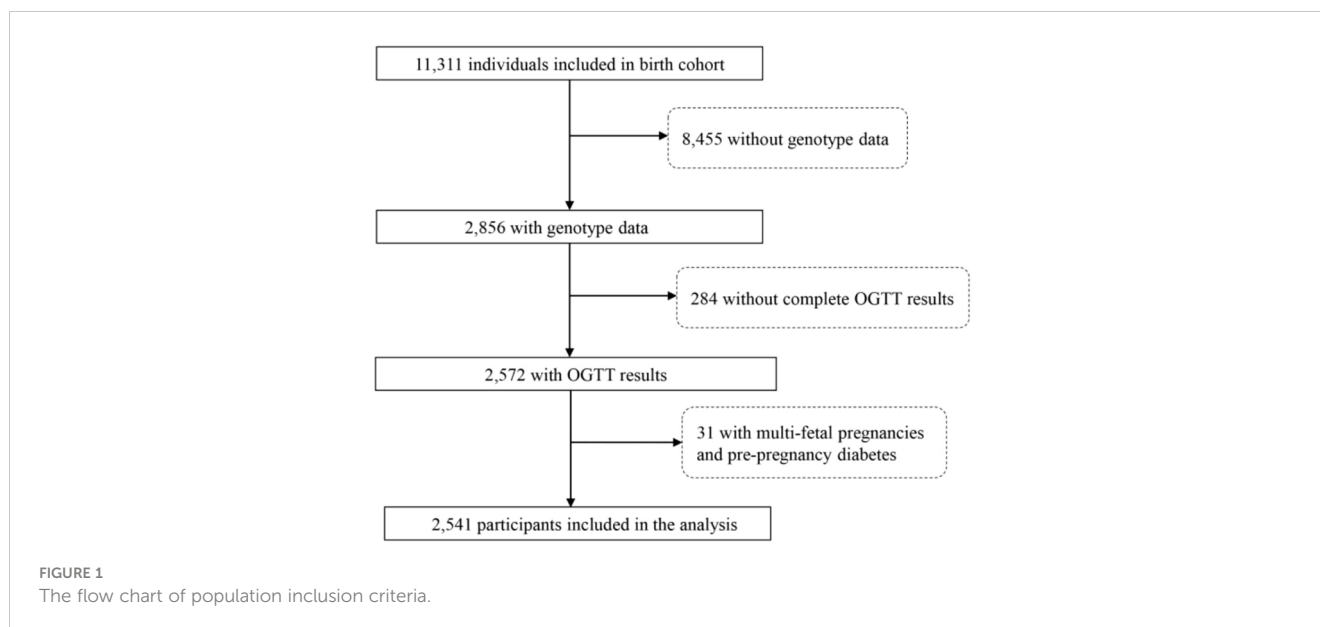 11,311 individuals included in birth cohort
8,455 without genotype data
2,856 with genotype data
284 without complete OGTT results
2,572 with OGTT results
31 with multi-fetal pregnancies
and pre-pregnancy diabetes
2,541 participants included in the analysis
FIGURE 1
The flow chart of population inclusion criteria.